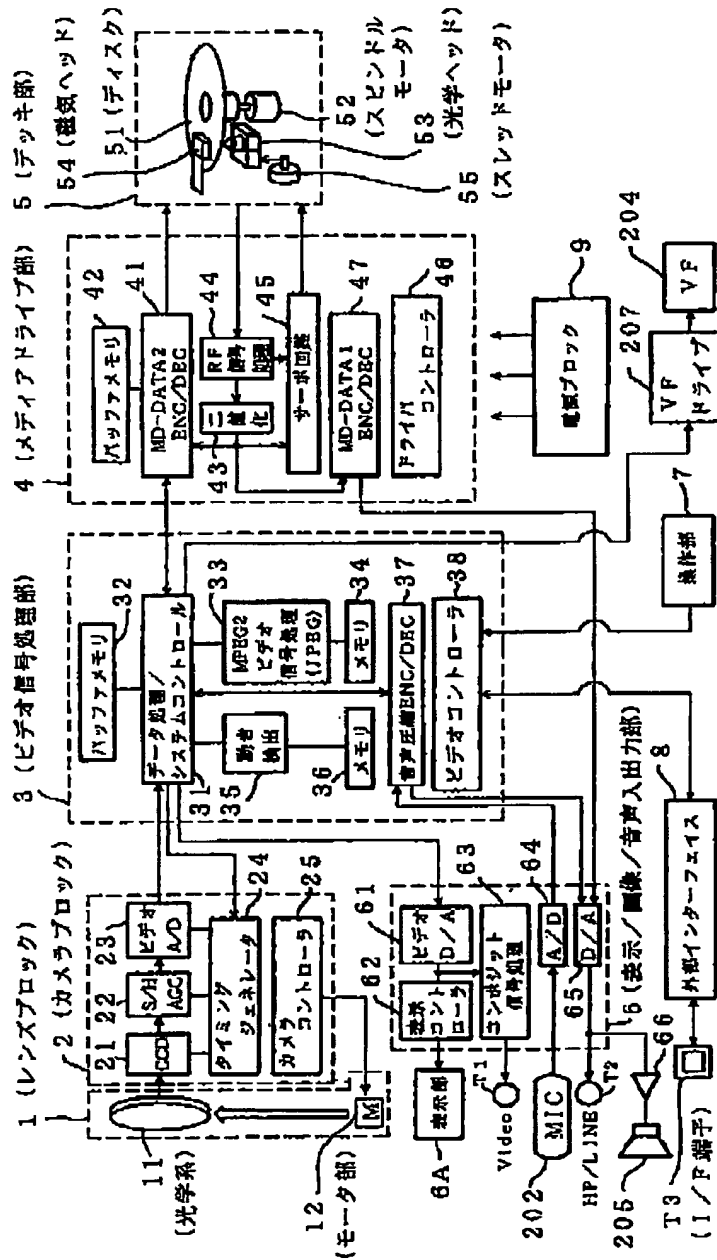 1 (レンズブロック)
2 (カメラブロック)
3 (ビデオ信号処理部)
4 (メディアドライブ部)
5 (デッキ部)
11
(光学系)
12
(モータ部)
M
21
CCD
22
S/H
AGC
23
ビデオ
A/D
24
タイミング
ジェネレータ
25
カメラ
コントローラ
32
バッファメモリ
データ処理/
システムコントロール
31
33
MPEG2
ビデオ
信号処理
(JPEG)
34
メモリ
35
動き
検出
36
メモリ
37
音声圧縮ENC/DEC
38
ビデオコントローラ
42
バッファメモリ
41
MD-DATA2
ENC/DEC
44
RF
信号
処理
43
二値
化
45
サーボ回路
47
MD-DATA1
ENC/DEC
46
ドライバ
コントローラ
54 (磁気ヘッド)
51 (ディスク)
52
(スピンドル
モータ)
53
(光学ヘッド)
55
(スレッドモータ)
61
ビデオ
D/A
62
表示
コント
ローラ
63
コンポジット
信号処理
64
A/D
65
D/A
6 (表示/画像/音声入出力部)
6A
表示部
Video
T1
202
MIC
HP/LINE
T2
66
205
T3
(I/F端子)
8
外部インターフェイス
7
操作部
9
電源ブロック
207
VF
ドライブ
204
VF